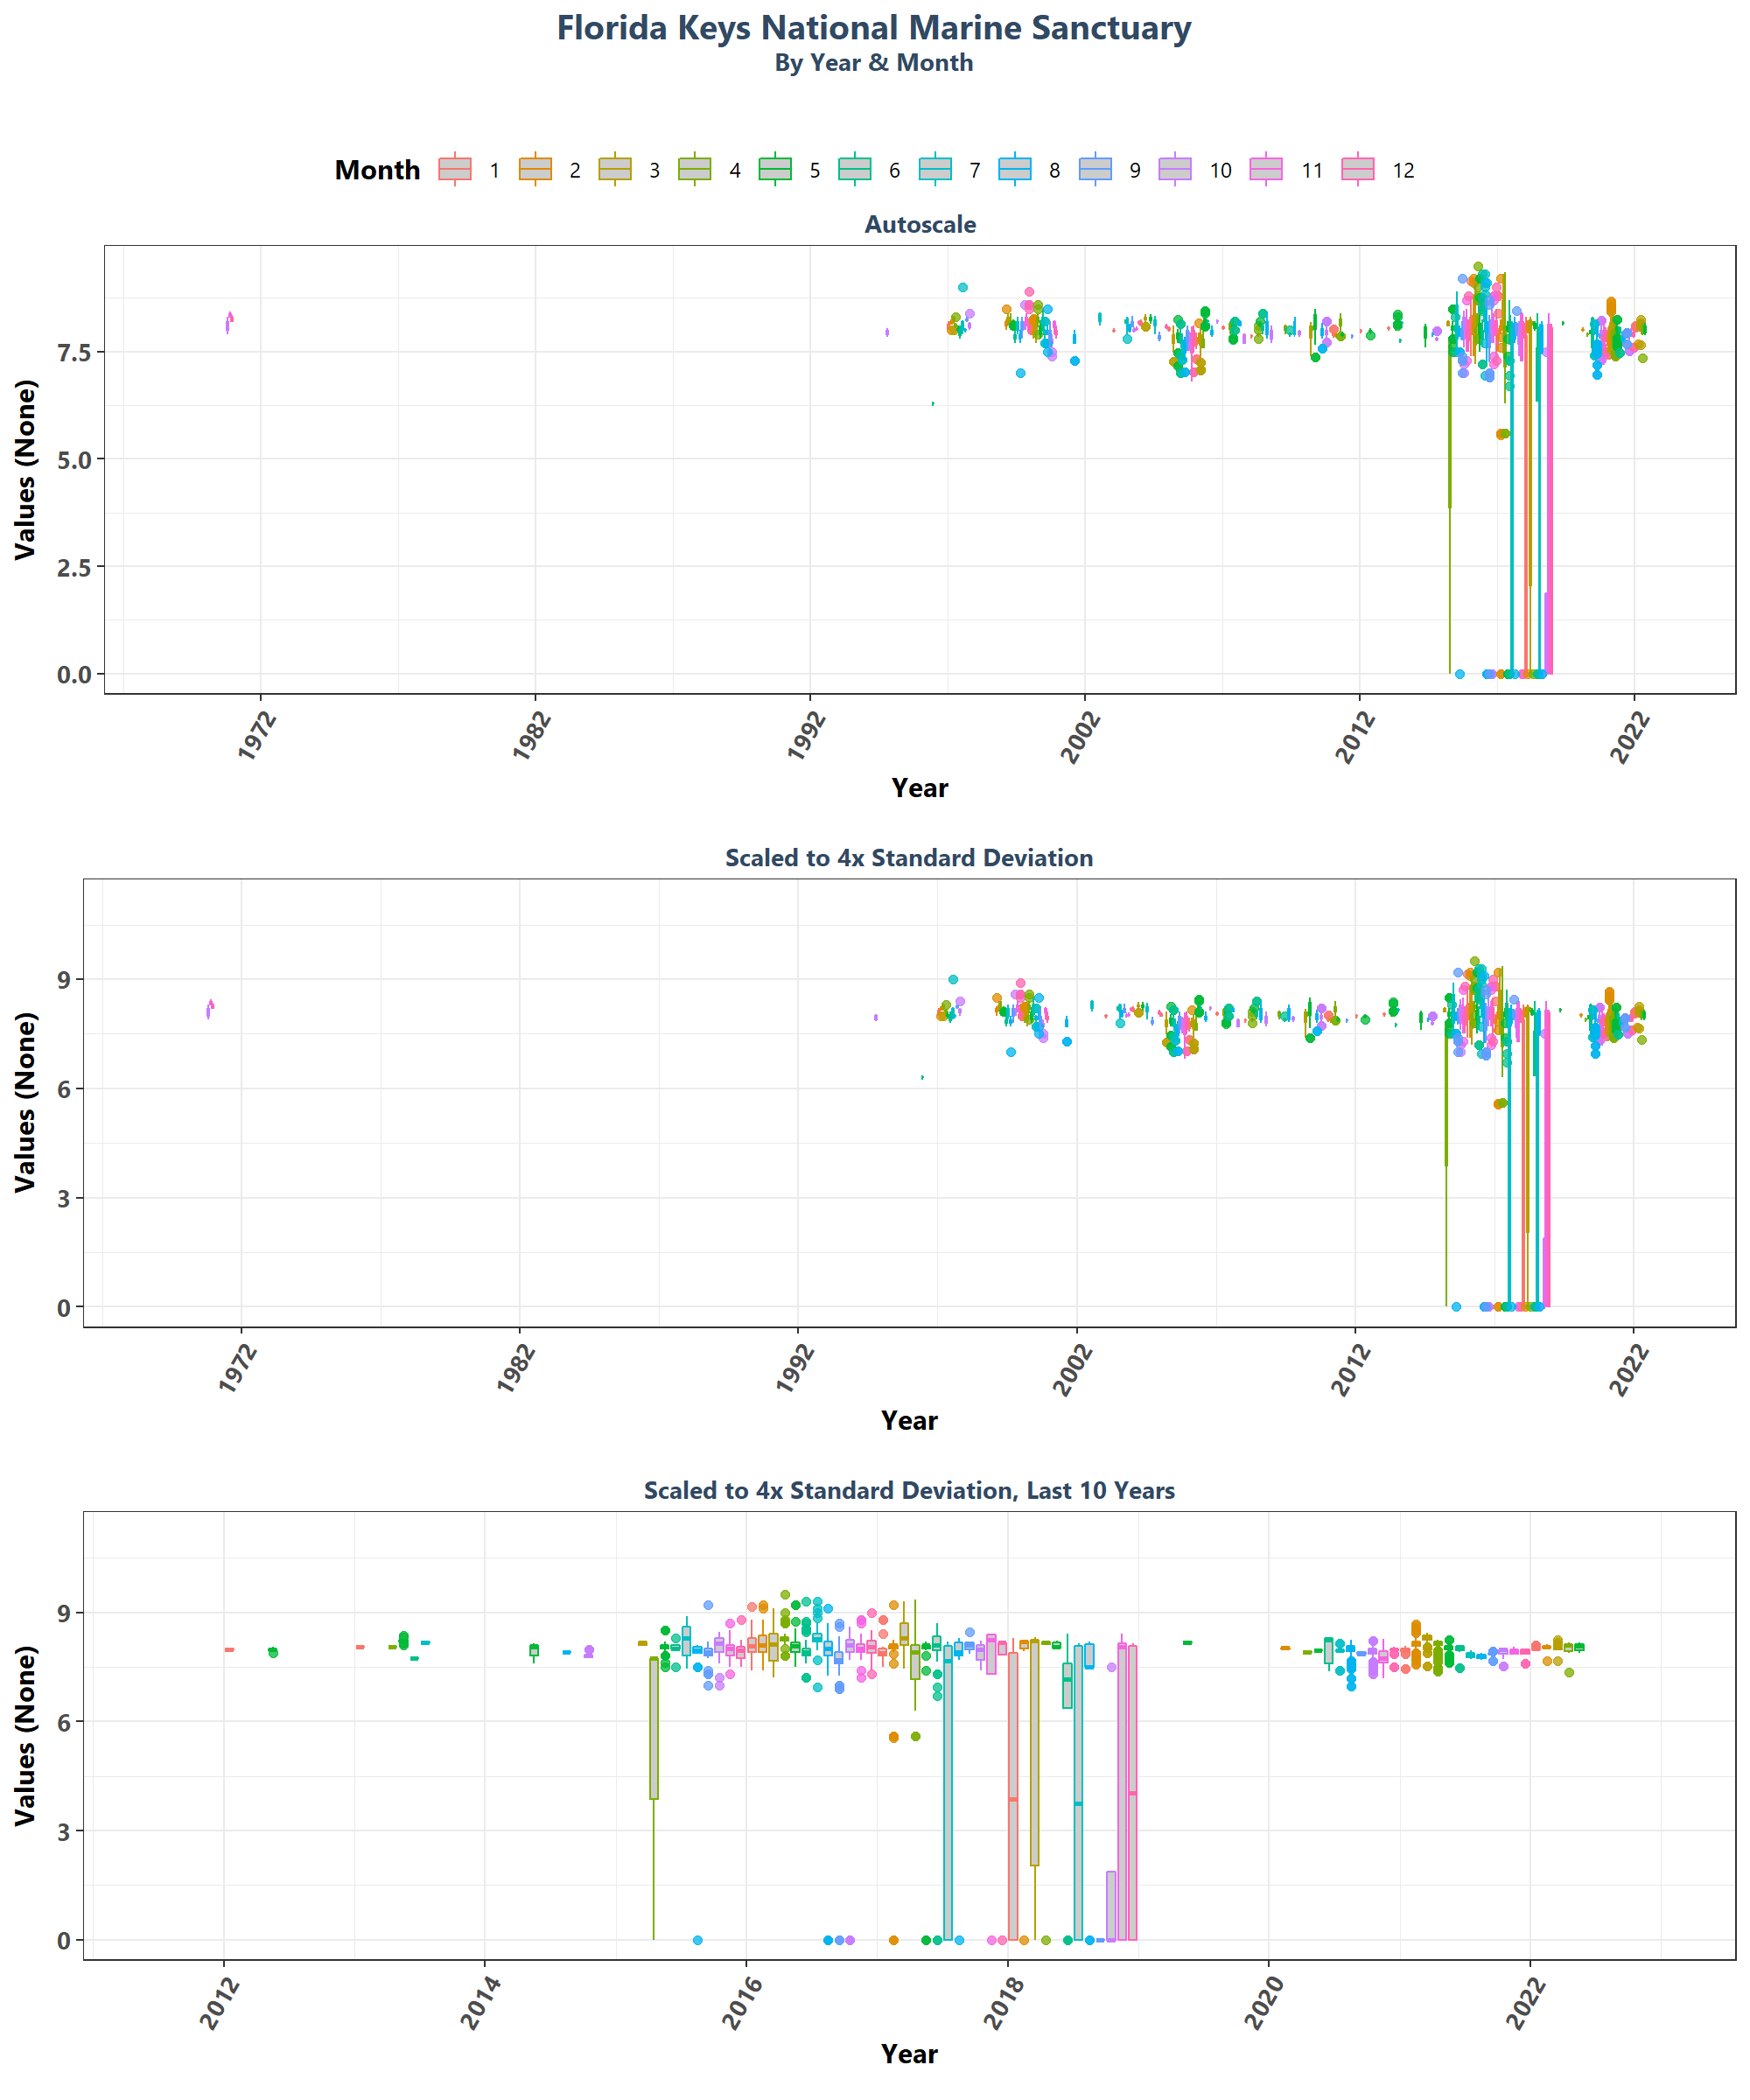 Florida Keys National Marine Sanctuary
By Year & Month
Month 1 2 3 4 5 6 7 8 9 10 11 12
Autoscale
Values (None)
7.5
5.0
2.5
0.0
1972 1982 1992 2002 2012 2022
Year
Scaled to 4x Standard Deviation
Values (None)
9
6
3
0
1972 1982 1992 2002 2012 2022
Year
Scaled to 4x Standard Deviation, Last 10 Years
Values (None)
9
6
3
0
2012 2014 2016 2018 2020 2022
Year